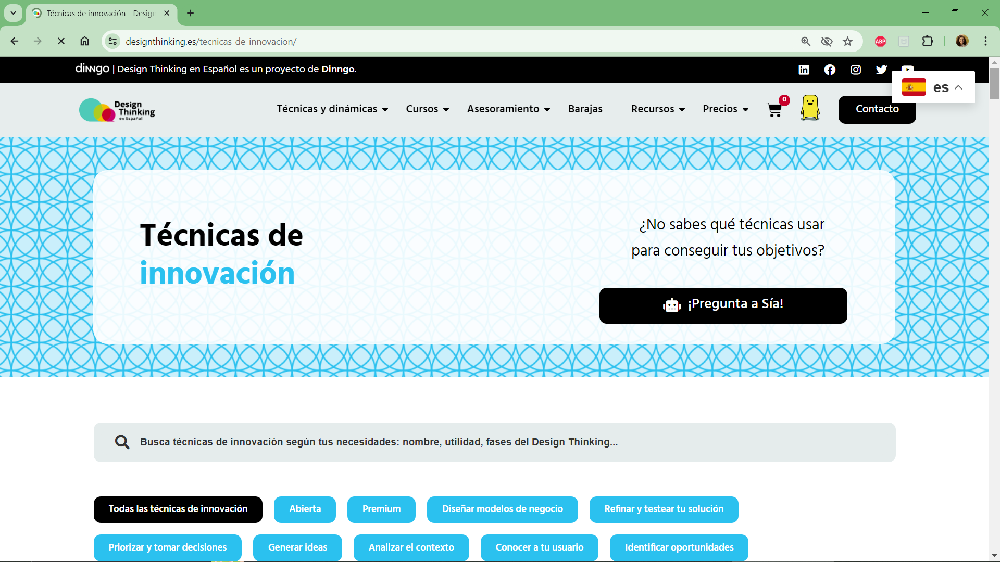 Técnicas de innovación - Design
designthinking.es/tecnicas-de-innovacion/
ABP
dinngo | Design Thinking en Español es un proyecto de Dinngo.
es
Design
Thinking
en Español
Técnicas y dinámicas
Cursos
Asesoramiento
Barajas
Recursos
Precios
0
Contacto
Técnicas de
innovación
¿No sabes qué técnicas usar
para conseguir tus objetivos?
¡Pregunta a Sía!
Busca técnicas de innovación según tus necesidades: nombre, utilidad, fases del Design Thinking...
Todas las técnicas de innovación
Abierta
Premium
Diseñar modelos de negocio
Refinar y testear tu solución
Priorizar y tomar decisiones
Generar ideas
Analizar el contexto
Conocer a tu usuario
Identificar oportunidades